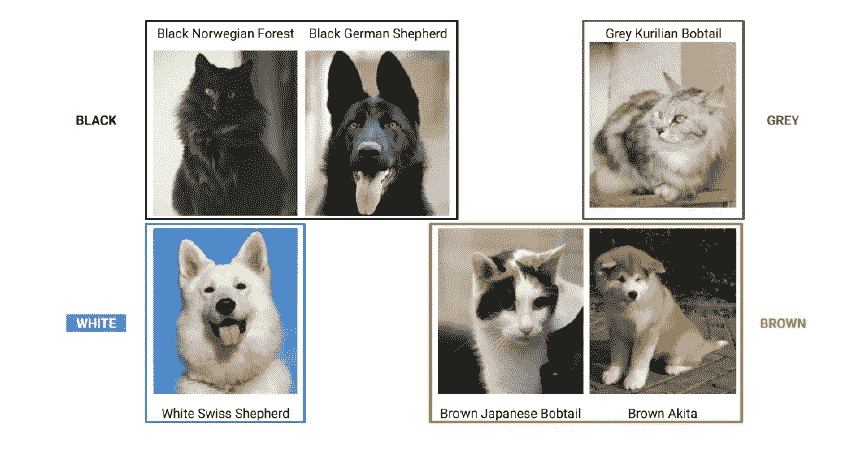 Black Norwegian Forest Black German Shepherd
Grey Kurilian Bobtail
BLACK
GREY
WHITE
BROWN
White Swiss Shepherd
Brown Japanese Bobtail Brown Akita